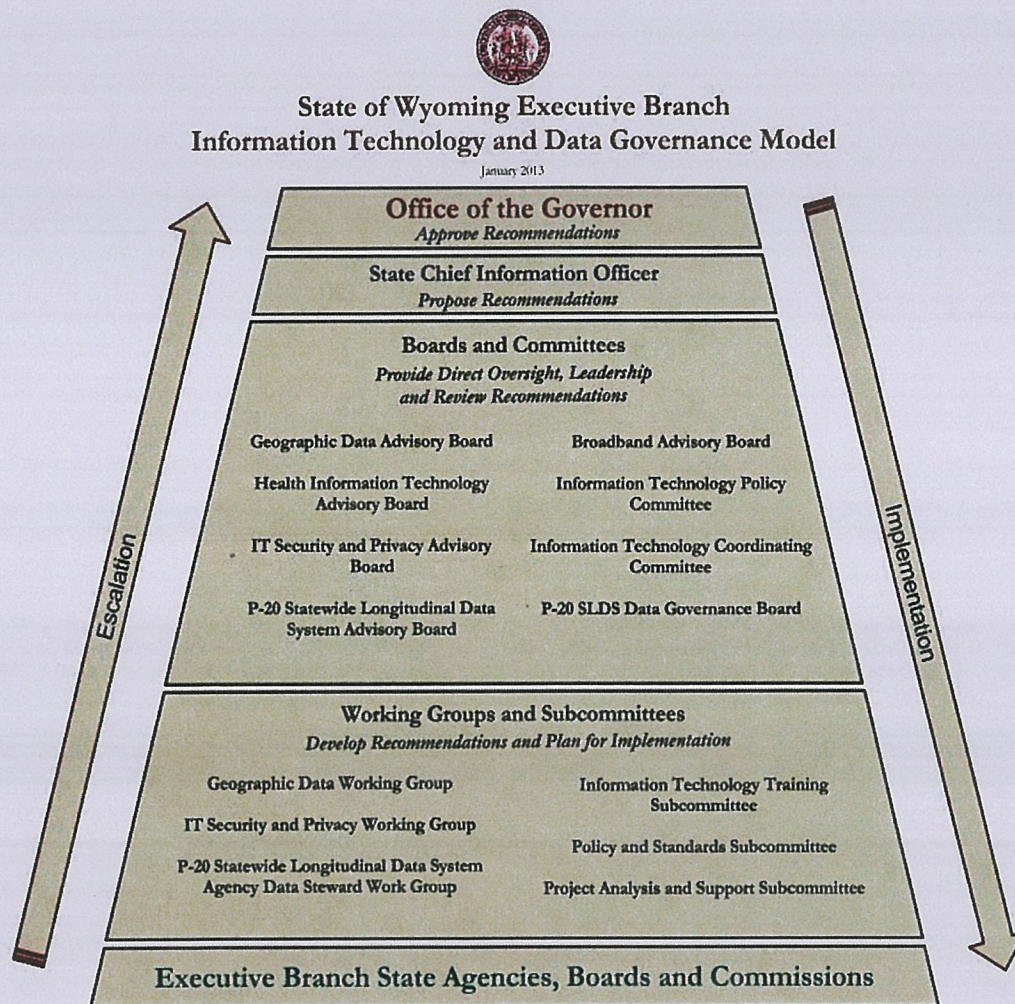 State of Wyoming Executive Branch
Information Technology and Data Governance Model
January 2013
Office of the Governor
Approve Recommendations
State Chief Information Officer
Propose Recommendations
Boards and Committees
Provide Direct Oversight, Leadership
and Review Recommendations
Geographic Data Advisory Board
Health Information Technology
Advisory Board
IT Security and Privacy Advisory
Board
P-20 Statewide Longitudinal Data
System Advisory Board
Broadband Advisory Board
Information Technology Policy
Committee
Information Technology Coordinating
Committee
P-20 SLDS Data Governance Board
Working Groups and Subcommittees
Develop Recommendations and Plan for Implementation
Geographic Data Working Group
IT Security and Privacy Working Group
P-20 Statewide Longitudinal Data System
Agency Data Steward Work Group
Information Technology Training
Subcommittee
Policy and Standards Subcommittee
Project Analysis and Support Subcommittee
Executive Branch State Agencies, Boards and Commissions
Escalation
Implementation